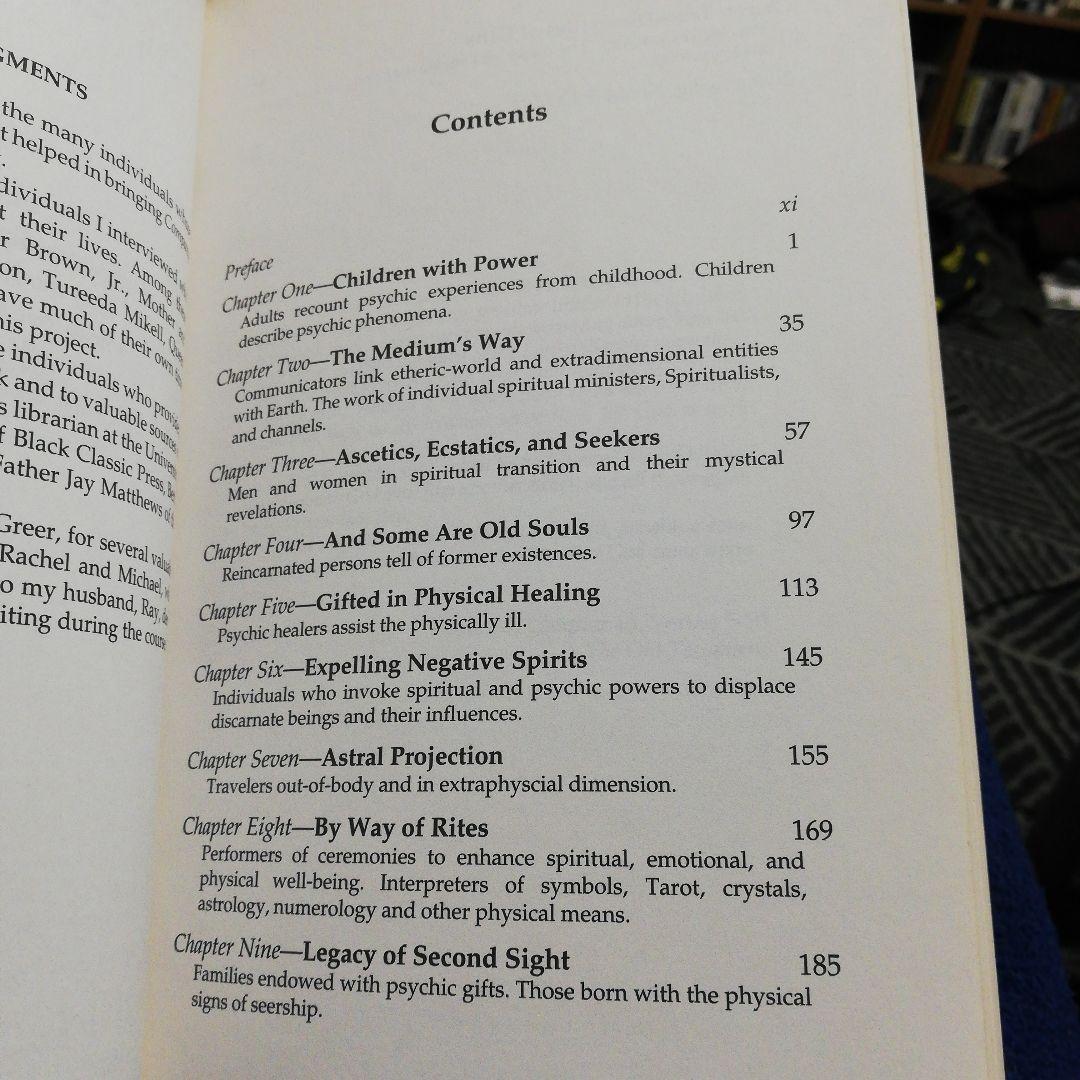 GMENTS
the many individuals
t helped in bringing
dividuals I interviewed
t their lives. Among
r Brown, Jr., Mother
on, Tureeda Mikell,
ave much of their own
his project.
e individuals who
k and to valuable sources
s librarian at the
f Black Classic Press,
Father Jay Matthews
Greer, for several
Rachel and Michael,
o my husband, Ray,
iting during the
Contents
Preface xi
Chapter One—Children with Power 1
Adults recount psychic experiences from childhood. Children
describe psychic phenomena.
Chapter Two—The Medium's Way 35
Communicators link etheric-world and extradimensional entities
with Earth. The work of individual spiritual ministers, Spiritualists,
and channels.
Chapter Three—Ascetics, Ecstatics, and Seekers 57
Men and women in spiritual transition and their mystical
revelations.
Chapter Four—And Some Are Old Souls 97
Reincarnated persons tell of former existences.
Chapter Five—Gifted in Physical Healing 113
Psychic healers assist the physically ill.
Chapter Six—Expelling Negative Spirits 145
Individuals who invoke spiritual and psychic powers to displace
discarnate beings and their influences.
Chapter Seven—Astral Projection 155
Travelers out-of-body and in extraphyscial dimension.
Chapter Eight—By Way of Rites 169
Performers of ceremonies to enhance spiritual, emotional, and
physical well-being. Interpreters of symbols, Tarot, crystals,
astrology, numerology and other physical means.
Chapter Nine—Legacy of Second Sight 185
Families endowed with psychic gifts. Those born with the physical
signs of seership.